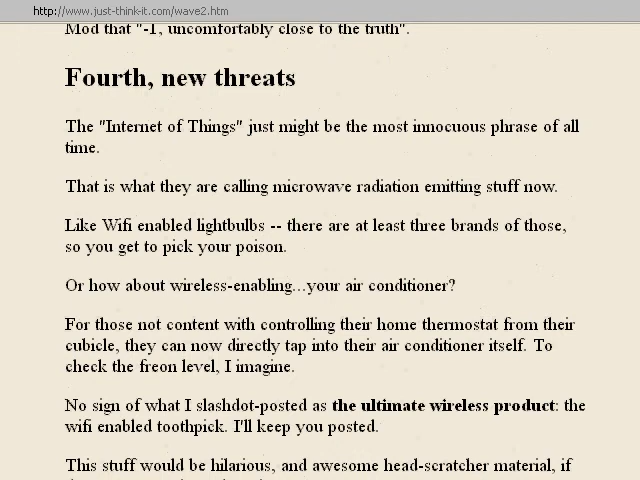 http://www.just-think-it.com/wave2.htm
Mod that "-1, uncomfortably close to the truth".
Fourth, new threats
The "Internet of Things" just might be the most innocuous phrase of all
time.
That is what they are calling microwave radiation emitting stuff now.
Like Wifi enabled lightbulbs -- there are at least three brands of those,
so you get to pick your poison.
Or how about wireless-enabling...your air conditioner?
For those not content with controlling their home thermostat from their
cubicle, they can now directly tap into their air conditioner itself. To
check the freon level, I imagine.
No sign of what I slashdot-posted as the ultimate wireless product: the
wifi enabled toothpick. I'll keep you posted.
This stuff would be hilarious, and awesome head-scratcher material, if